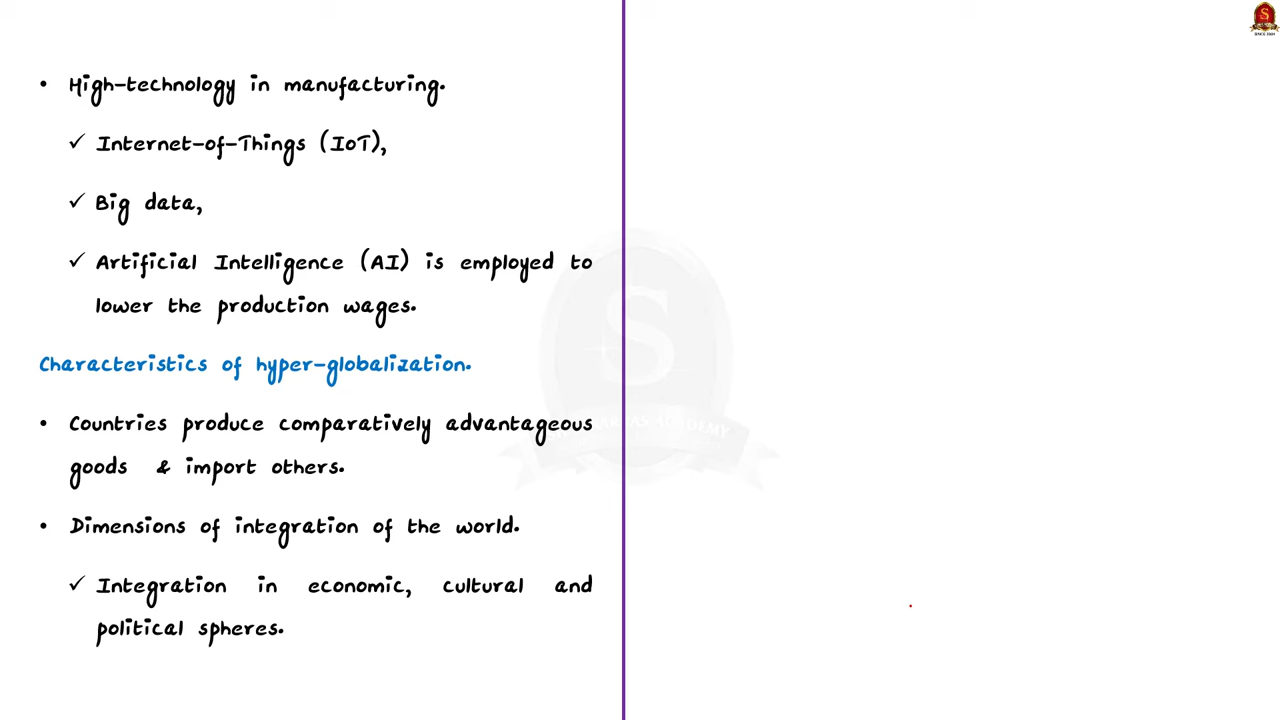 • High-technology in manufacturing.
✓ Internet-of-Things (IoT),
✓ Big data,
✓ Artificial Intelligence (AI) is employed to
lower the production wages.
Characteristics of hyper-globalization.
• Countries produce comparatively advantageous
goods & import others.
• Dimensions of integration of the world.
✓ Integration in economic, cultural and
political spheres.
S
S
ACADEMY